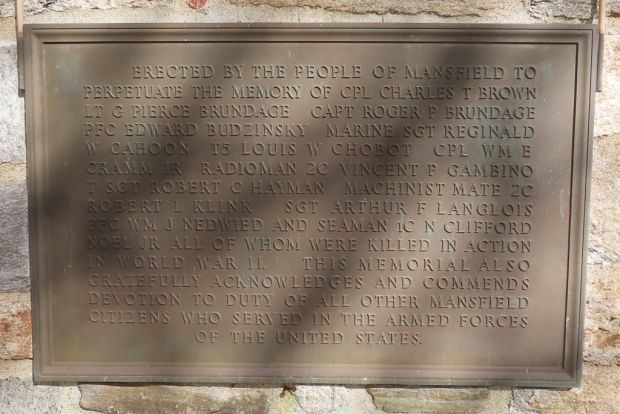 ERECTED BY THE PEOPLE OF MANSFIELD TO
PERPETUATE THE MEMORY OF CPL CHARLES T BROWN
LT G PIERCE BRUNDAGE CAPT ROGER P BRUNDAGE
PFC EDWARD BUDZINSKY MARINE SGT REGINALD
W CAHOON T5 LOUIS W CHOBOT CPL WM E
CRAMM JR RADIOMAN 2C VINCENT P GAMBINO
T SGT ROBERT C HAYMAN MACHINIST MATE 2C
ROBERT L KLINK SGT ARTHUR F LANGLOIS
PFC WM J NEDWIED AND SEAMAN 1C N CLIFFORD
NOEL JR ALL OF WHOM WERE KILLED IN ACTION
IN WORLD WAR II. THIS MEMORIAL ALSO
GRATEFULLY ACKNOWLEDGES AND COMMENDS
DEVOTION TO DUTY OF ALL OTHER MANSFIELD
CITIZENS WHO SERVED IN THE ARMED FORCES
OF THE UNITED STATES.